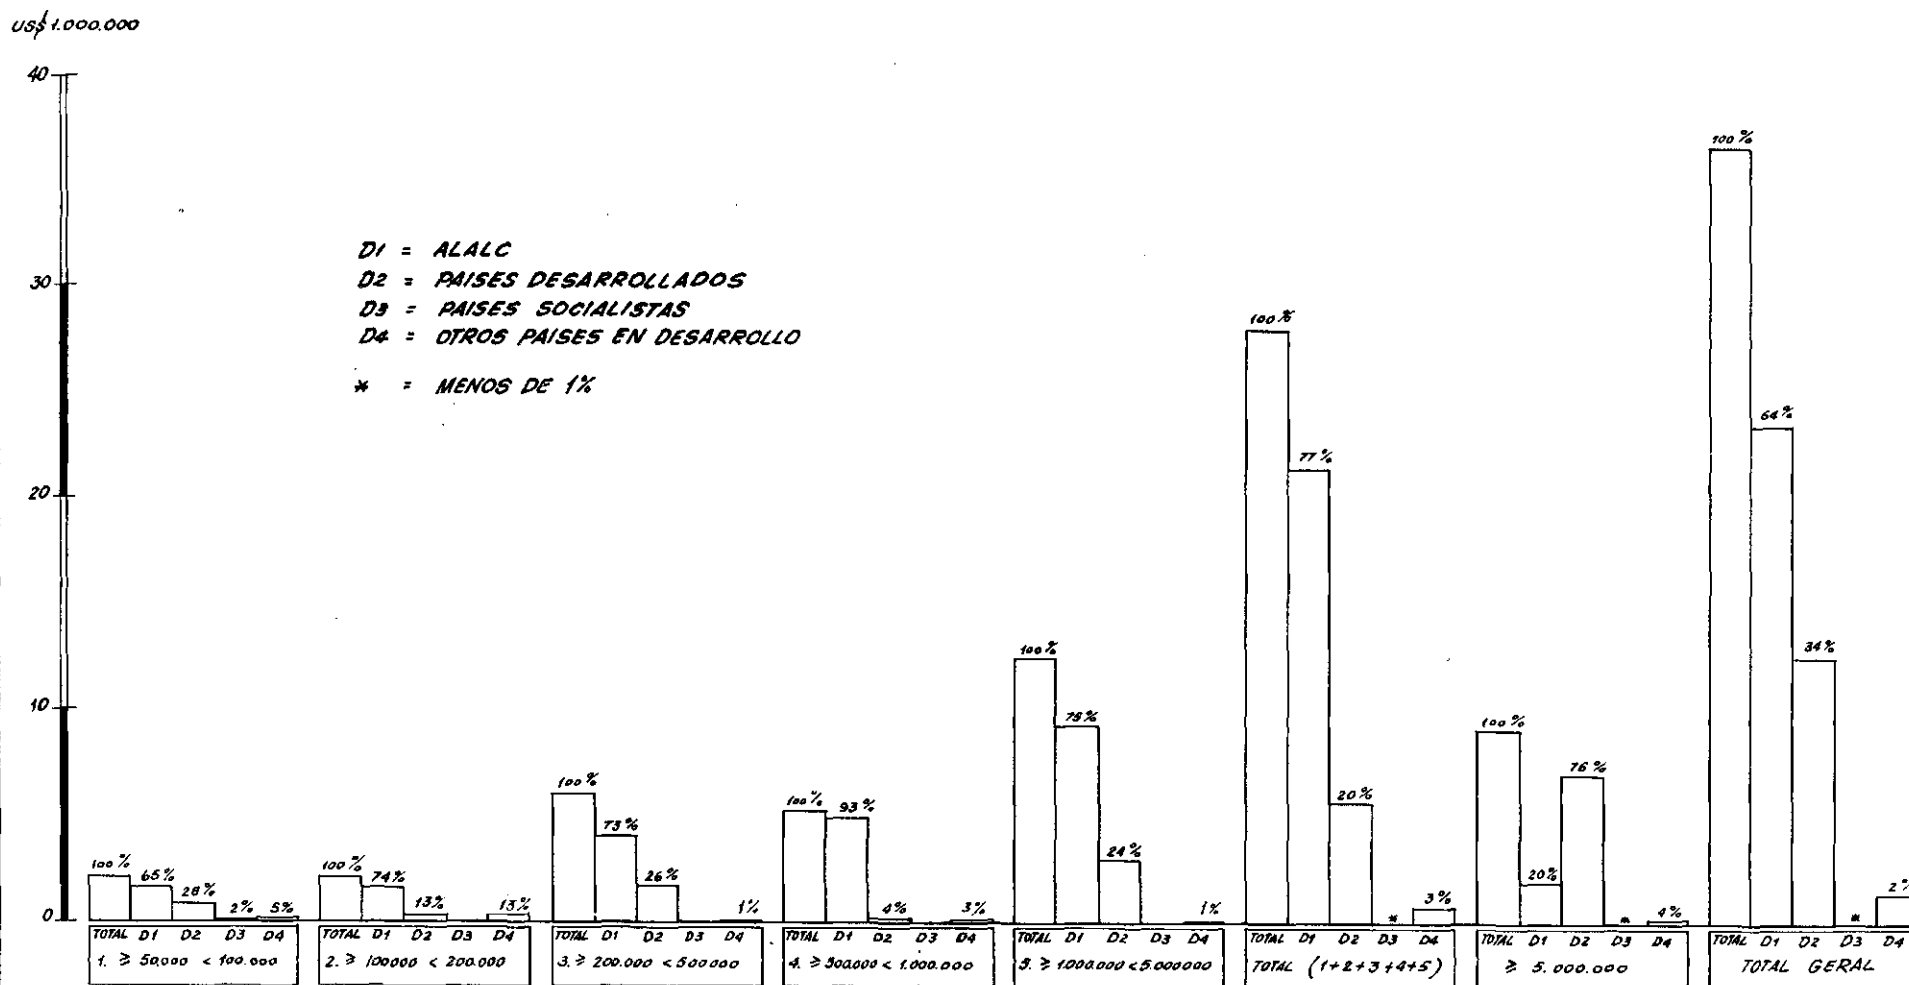 US$ 1.000.000
40
30
20
10
0
D1 = ALALC
D2 = PAISES DESARROLLADOS
D3 = PAISES SOCIALISTAS
D4 = OTROS PAISES EN DESARROLLO
* = MENOS DE 1%
100% 65% 28% 2% 5%
TOTAL D1 D2 D3 D4
1. ≥ 50.000 < 100.000
100% 74% 13% 13%
TOTAL D1 D2 D3 D4
2. ≥ 100000 < 200.000
100% 73% 26% 1%
TOTAL D1 D2 D3 D4
3. ≥ 200.000 < 500000
100% 93% 4% 3%
TOTAL D1 D2 D3 D4
4. ≥ 500.000 < 1.000.000
100% 75% 24% 1%
TOTAL D1 D2 D3 D4
5. ≥ 1.000.000 < 5.000000
100% 77% 20% * 3%
TOTAL D1 D2 D3 D4
TOTAL (1+2+3+4+5)
100% 20% 76% * 4%
TOTAL D1 D2 D3 D4
≥ 5.000.000
100% 64% 34% * 2%
TOTAL D1 D2 D3 D4
TOTAL GERAL